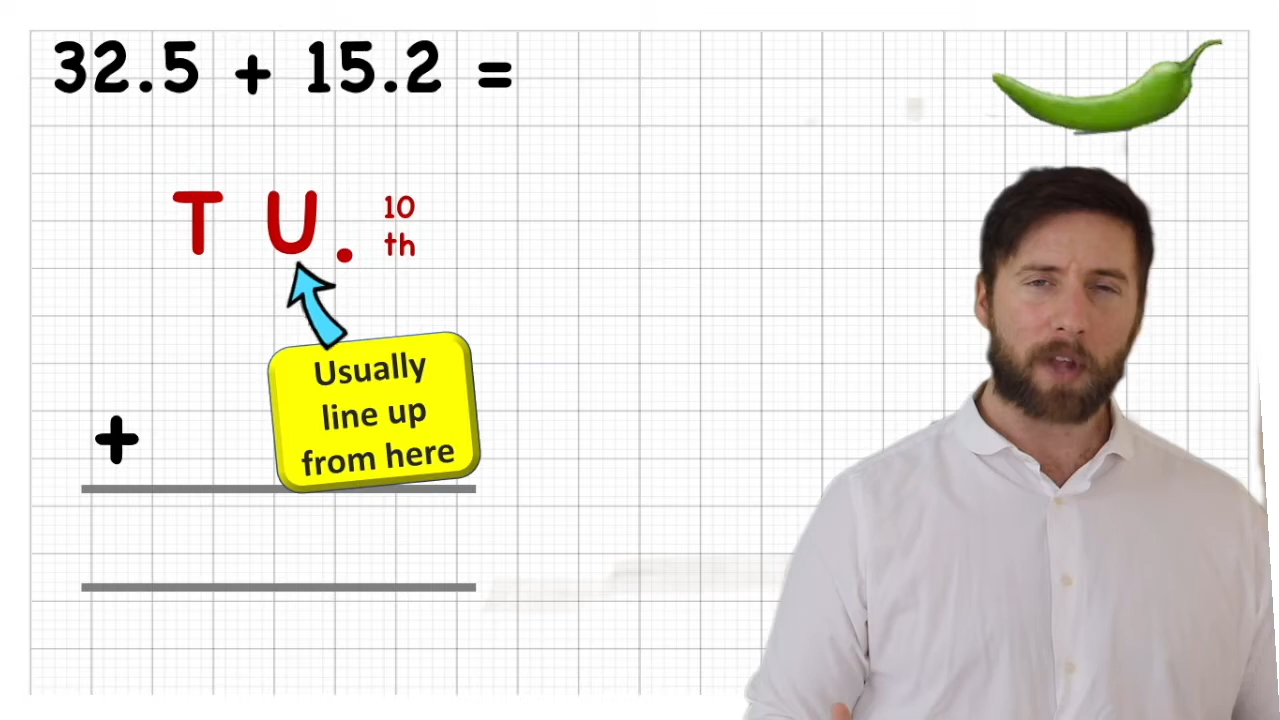 32.5 + 15.2 =
T U . 10
th
Usually
line up
from here
+